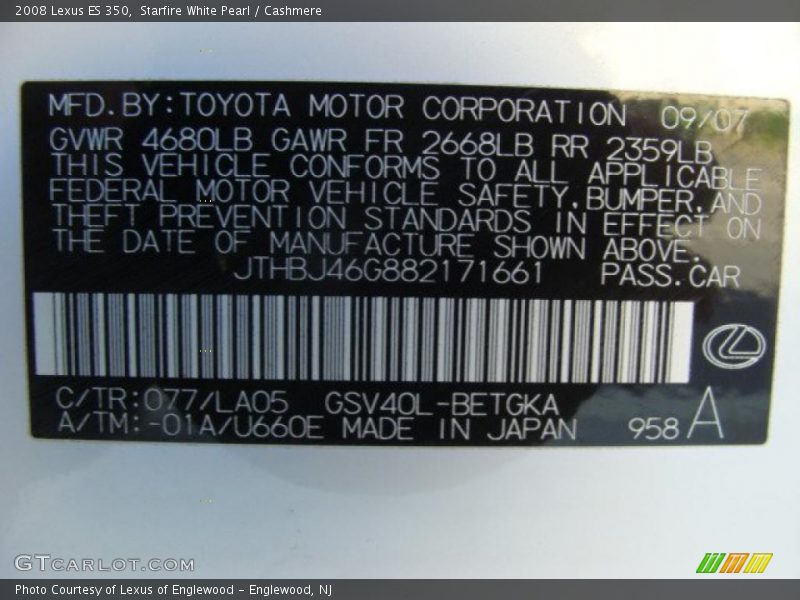 2008 Lexus ES 350, Starfire White Pearl / Cashmere
MFD. BY: TOYOTA MOTOR CORPORATION 09/07
GVWR 4680LB GAWR FR 2668LB RR 2359LB
THIS VEHICLE CONFORMS TO ALL APPLICABLE
FEDERAL MOTOR VEHICLE SAFETY, BUMPER, AND
THEFT PREVENTION STANDARDS IN EFFECT ON
THE DATE OF MANUFACTURE SHOWN ABOVE.
JTHBJ46G882171661 PASS. CAR
C/TR: 077/LA05 GSV40L-BETGKA
A/TM: -01A/U660E MADE IN JAPAN 958 A
GTCARLOT.COM
Photo Courtesy of Lexus of Englewood - Englewood, NJ